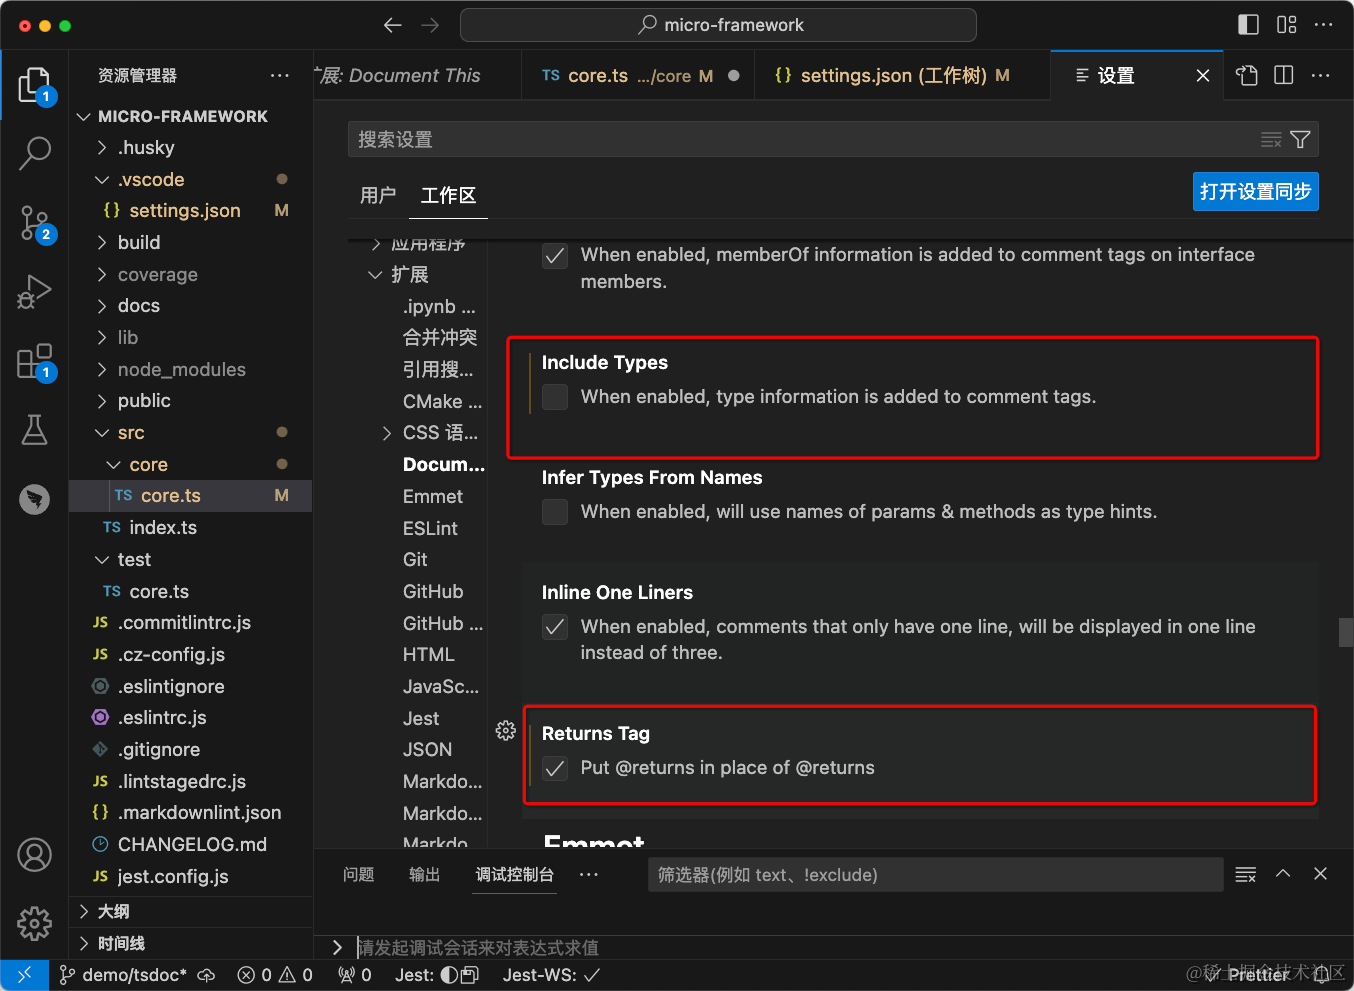 micro-framework
资源管理器
展: Document This
TS core.ts .../core M
{} settings.json (工作树) M
设置
MICRO-FRAMEWORK
.husky
.vscode
{} settings.json M
build
coverage
docs
lib
node_modules
public
src
core
TS core.ts M
TS index.ts
test
TS core.ts
JS .commitlintrc.js
JS .cz-config.js
.eslintignore
.eslintrc.js
.gitignore
JS .lintstagedrc.js
{} .markdownlint.json
CHANGELOG.md
JS jest.config.js
大纲
时间线
1
2
1
搜索设置
用户
工作区
打开设置同步
应用程序
扩展
.ipynb ...
合并冲突
引用搜...
CMake ...
CSS 语...
Docum...
Emmet
ESLint
Git
GitHub
GitHub ...
HTML
JavaSc...
Jest
JSON
Markdo...
Markdo...
Markdo
When enabled, memberOf information is added to comment tags on interface
members.
Include Types
When enabled, type information is added to comment tags.
Infer Types From Names
When enabled, will use names of params & methods as type hints.
Inline One Liners
When enabled, comments that only have one line, will be displayed in one line
instead of three.
Returns Tag
Put @returns in place of @returns
Emmet
问题
输出
调试控制台
筛选器(例如 text、!exclude)
请发起调试会话来对表达式求值
demo/tsdoc*
0
0
0
Jest:
Jest-WS:
Prettier
@稀土掘金技术社区